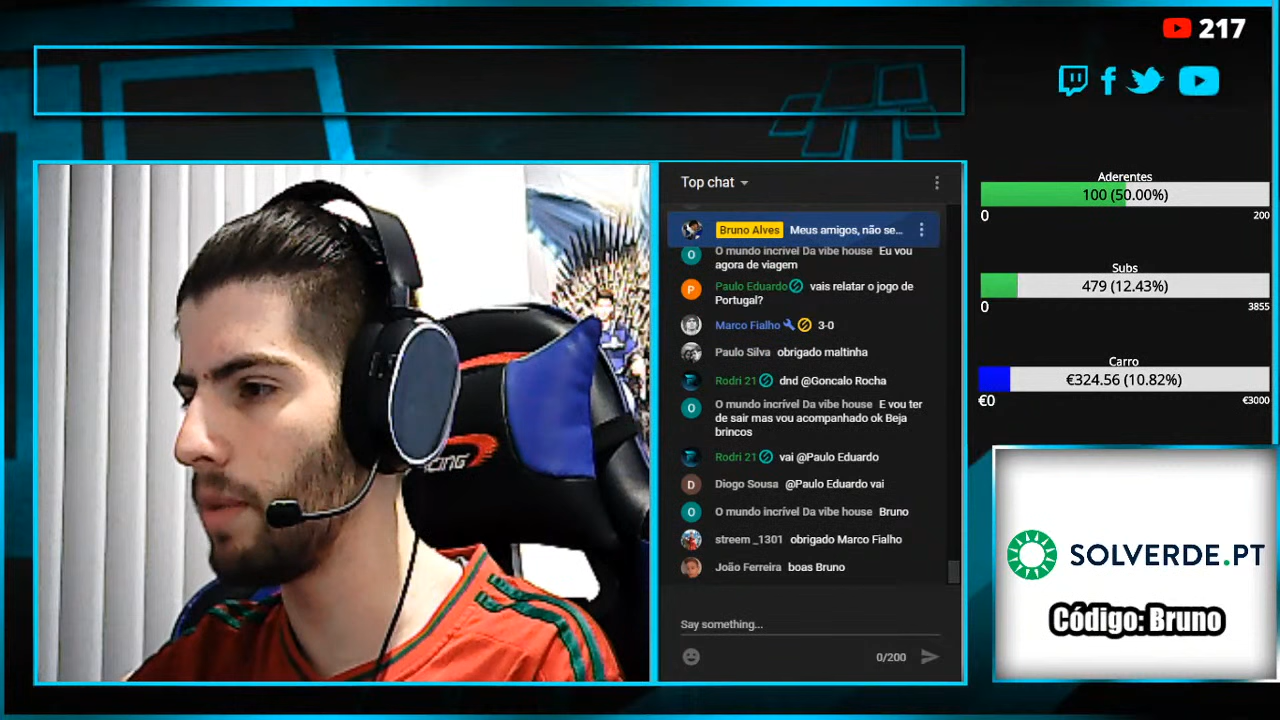 217
Top chat
Bruno Alves Meus amigos, não se...
O mundo incrível Da vibe house Eu vou
agora de viagem
P
Paulo Eduardo vais relatar o jogo de
Portugal?
Marco Fialho 3-0
Paulo Silva obrigado maltinha
Rodri 21 dnd @Goncalo Rocha
O mundo incrível Da vibe house E vou ter
de sair mas vou acompanhado ok Beja
brincos
Rodri 21 vai @Paulo Eduardo
D
Diogo Sousa @Paulo Eduardo vai
O mundo incrível Da vibe house Bruno
streem _1301 obrigado Marco Fialho
João Ferreira boas Bruno
Say something...
0/200
Aderentes
100 (50.00%)
0 200
Subs
479 (12.43%)
0 3855
Carro
€324.56 (10.82%)
€0 €3000
SOLVERDE.PT
Código: Bruno